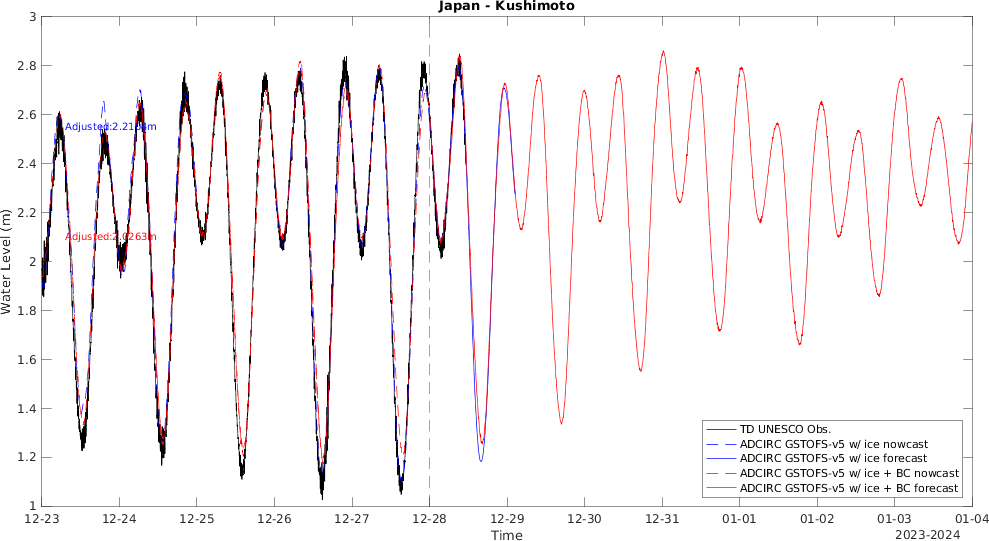 Japan - Kushimoto
3
2.8
2.6
2.4
2.2
2
1.8
1.6
1.4
1.2
1
Water Level (m)
Adjusted:2.0263m
12-23
12-24
12-25
12-26
12-27
12-28
12-29
12-30
12-31
01-01
01-02
01-03
01-04
Time
2023-2024
TD UNESCO Obs.
ADCIRC GSTOFS-v5 w/ ice nowcast
ADCIRC GSTOFS-v5 w/ ice forecast
ADCIRC GSTOFS-v5 w/ ice + BC nowcast
ADCIRC GSTOFS-v5 w/ ice + BC forecast